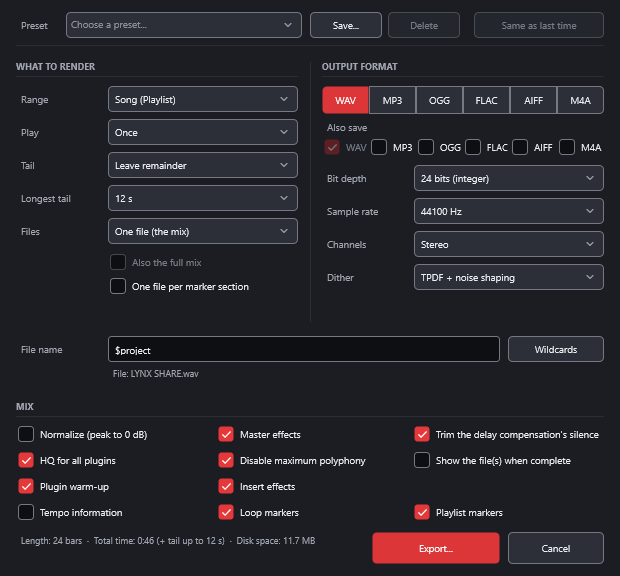 Preset Choose a preset... Save... Delete Same as last time
WHAT TO RENDER
Range Song (Playlist)
Play Once
Tail Leave remainder
Longest tail 12 s
Files One file (the mix)
Also the full mix
One file per marker section
OUTPUT FORMAT
WAV MP3 OGG FLAC AIFF M4A
Also save
WAV MP3 OGG FLAC AIFF M4A
Bit depth 24 bits (integer)
Sample rate 44100 Hz
Channels Stereo
Dither TPDF + noise shaping
File name $project Wildcards
File: LYNX SHARE.wav
MIX
Normalize (peak to 0 dB) Master effects Trim the delay compensation's silence
HQ for all plugins Disable maximum polyphony Show the file(s) when complete
Plugin warm-up Insert effects
Tempo information Loop markers Playlist markers
Length: 24 bars · Total time: 0:46 (+ tail up to 12 s) · Disk space: 11.7 MB
Export... Cancel